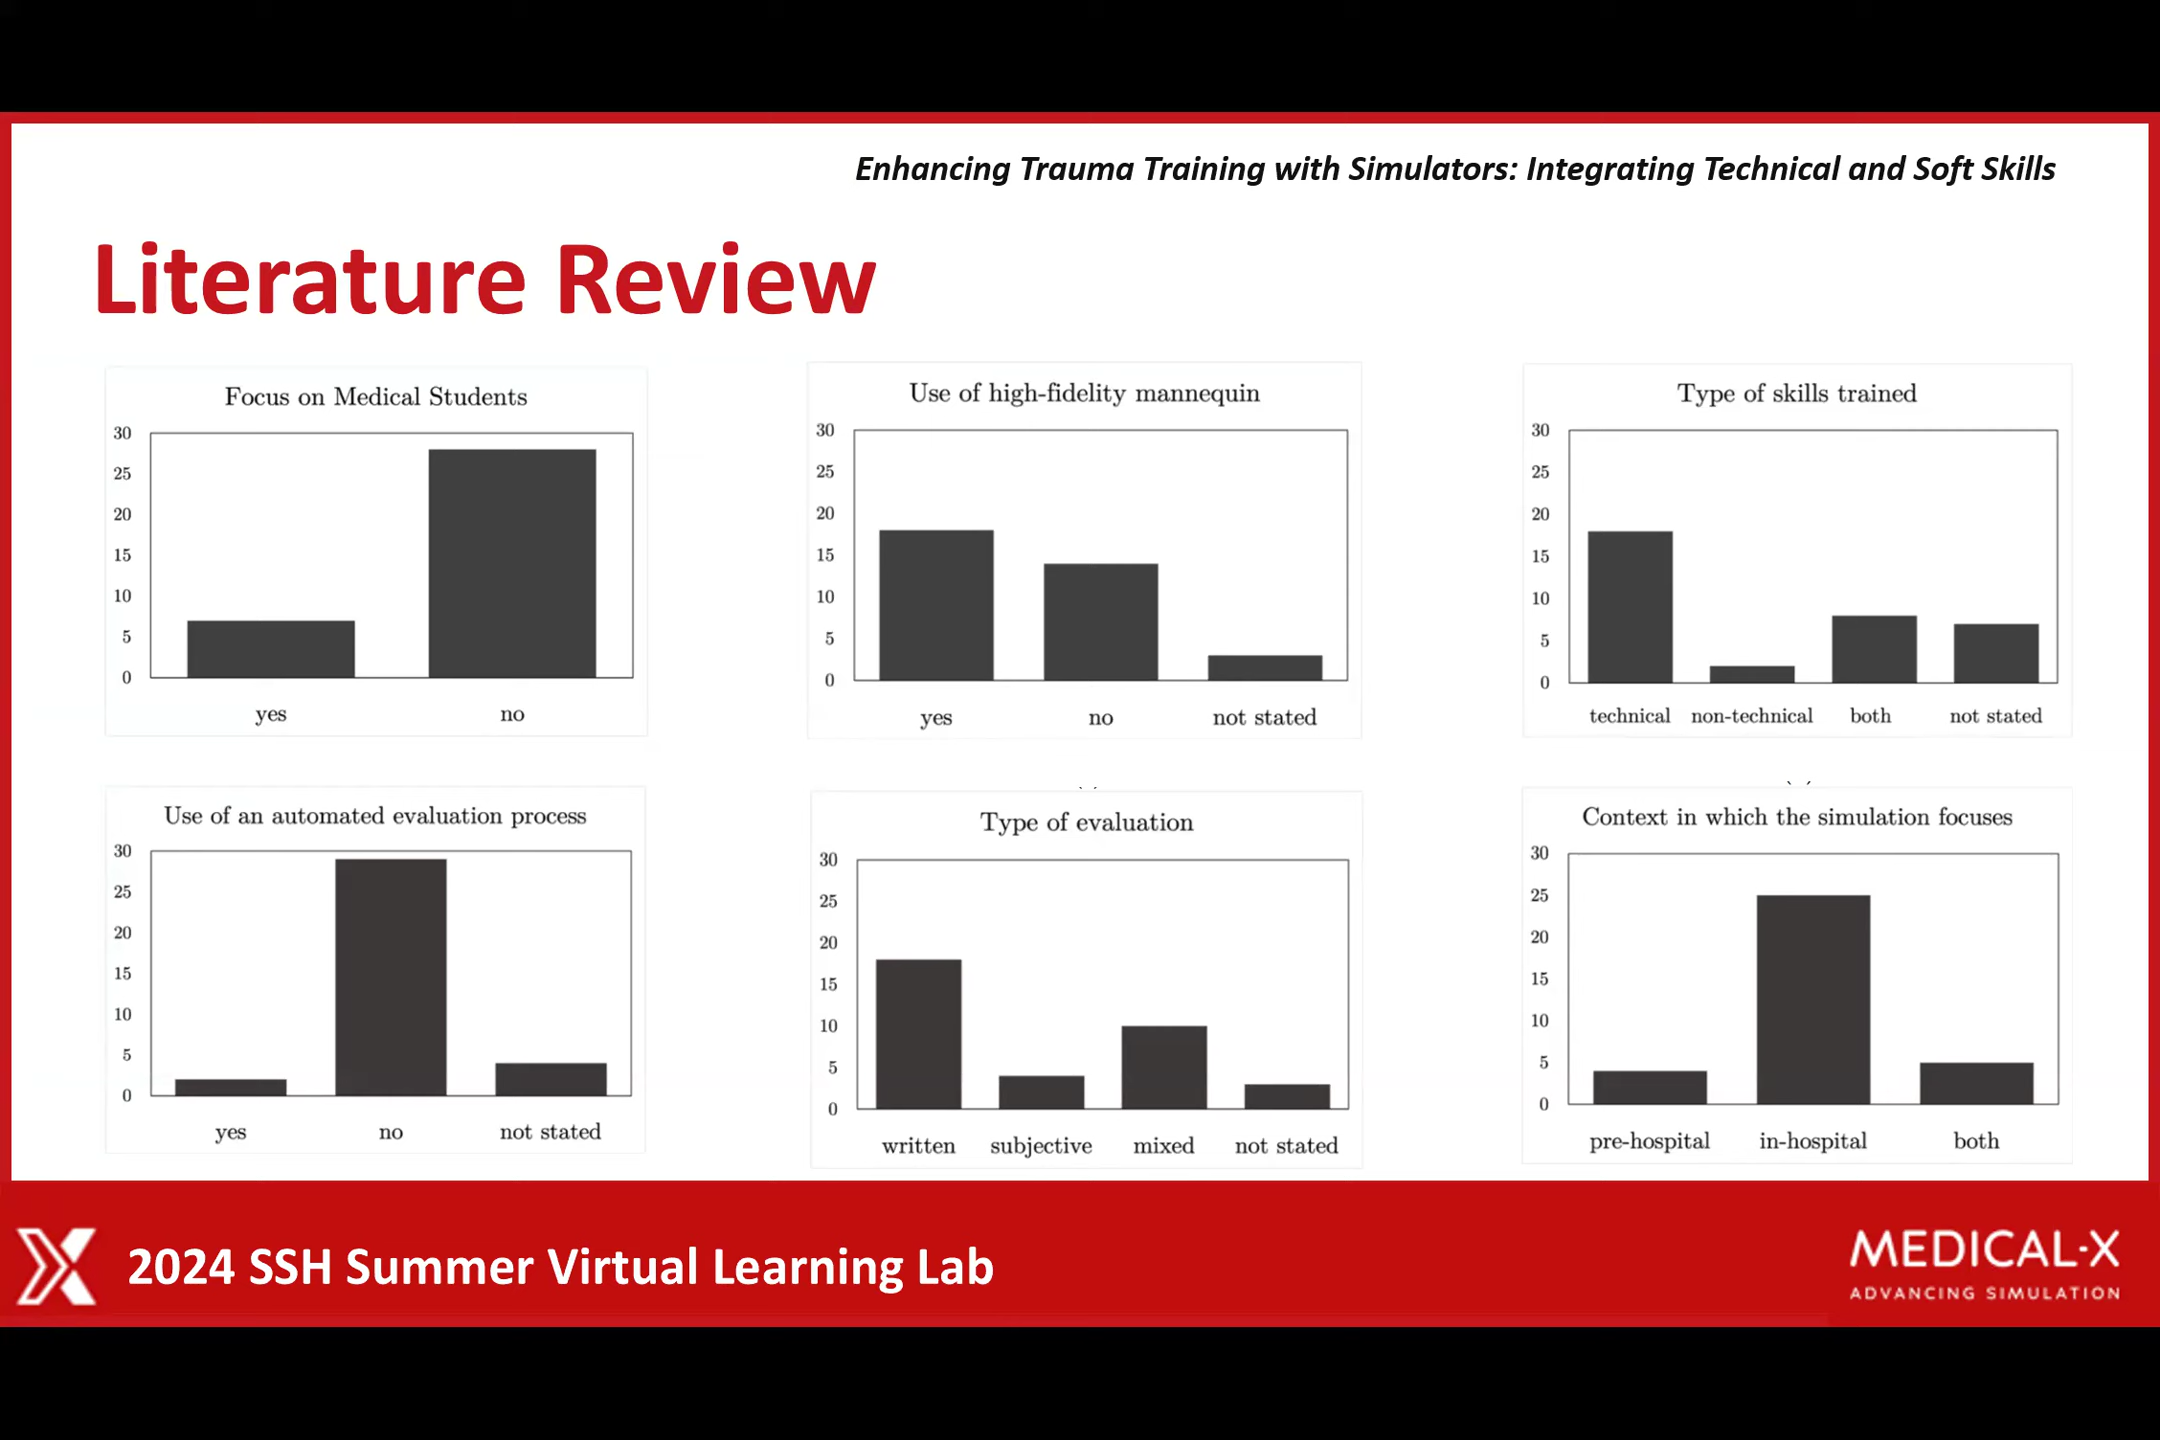 Enhancing Trauma Training with Simulators: Integrating Technical and Soft Skills
Literature Review
Focus on Medical Students
30
25
20
15
10
5
0
yes no
Use of high-fidelity mannequin
30
25
20
15
10
5
0
yes no not stated
Type of skills trained
30
25
20
15
10
5
0
technical non-technical both not stated
Use of an automated evaluation process
30
25
20
15
10
5
0
yes no not stated
Type of evaluation
30
25
20
15
10
5
0
written subjective mixed not stated
Context in which the simulation focuses
30
25
20
15
10
5
0
pre-hospital in-hospital both
2024 SSH Summer Virtual Learning Lab
MEDICAL-X
ADVANCING SIMULATION